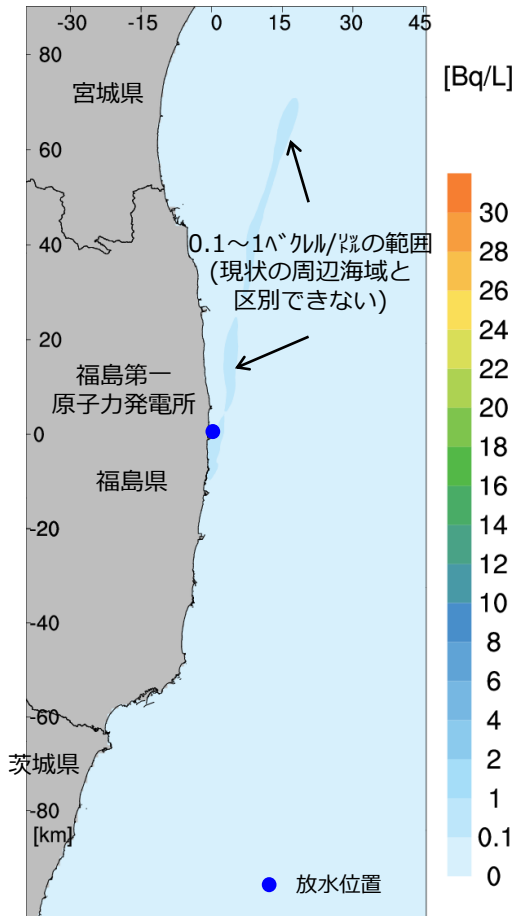 -30 -15 0 15 30 45
[Bq/L]
80
宮城県
60
40
0.1～1ﾍﾞｸﾚﾙ/㍑の範囲
(現状の周辺海域と
区別できない)
20
福島第一
原子力発電所
0
福島県
-20
-40
-60
茨城県
-80
[km]
放水位置
30
28
26
24
22
20
18
16
14
12
10
8
6
4
2
1
0.1
0